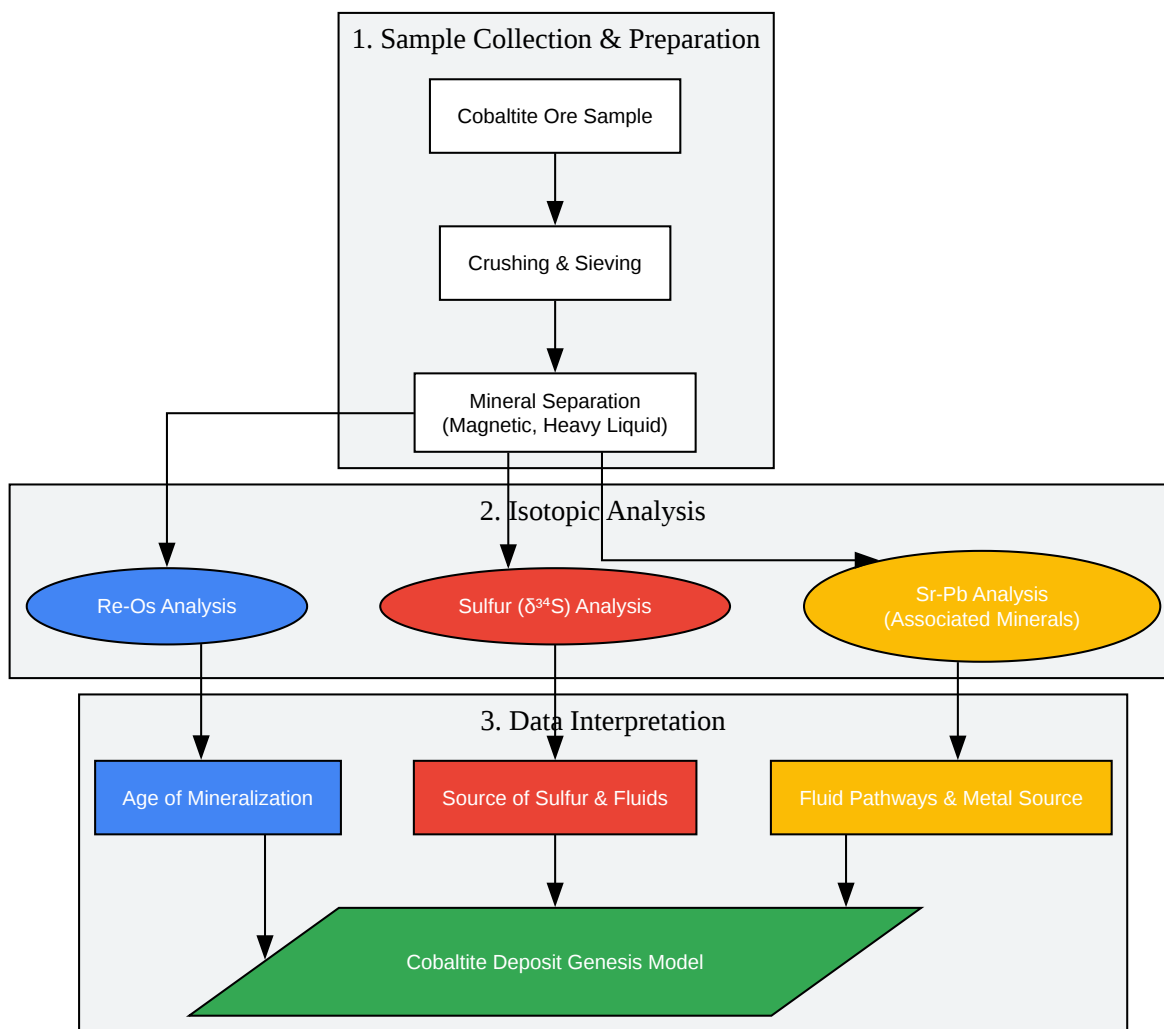 1. Sample Collection & Preparation
Cobaltite Ore Sample
Crushing & Sieving
Mineral Separation
(Magnetic, Heavy Liquid)
2. Isotopic Analysis
Re-Os Analysis
Sulfur (δ³⁴S) Analysis
Sr-Pb Analysis
(Associated Minerals)
3. Data Interpretation
Age of Mineralization
Source of Sulfur & Fluids
Fluid Pathways & Metal Source
Cobaltite Deposit Genesis Model